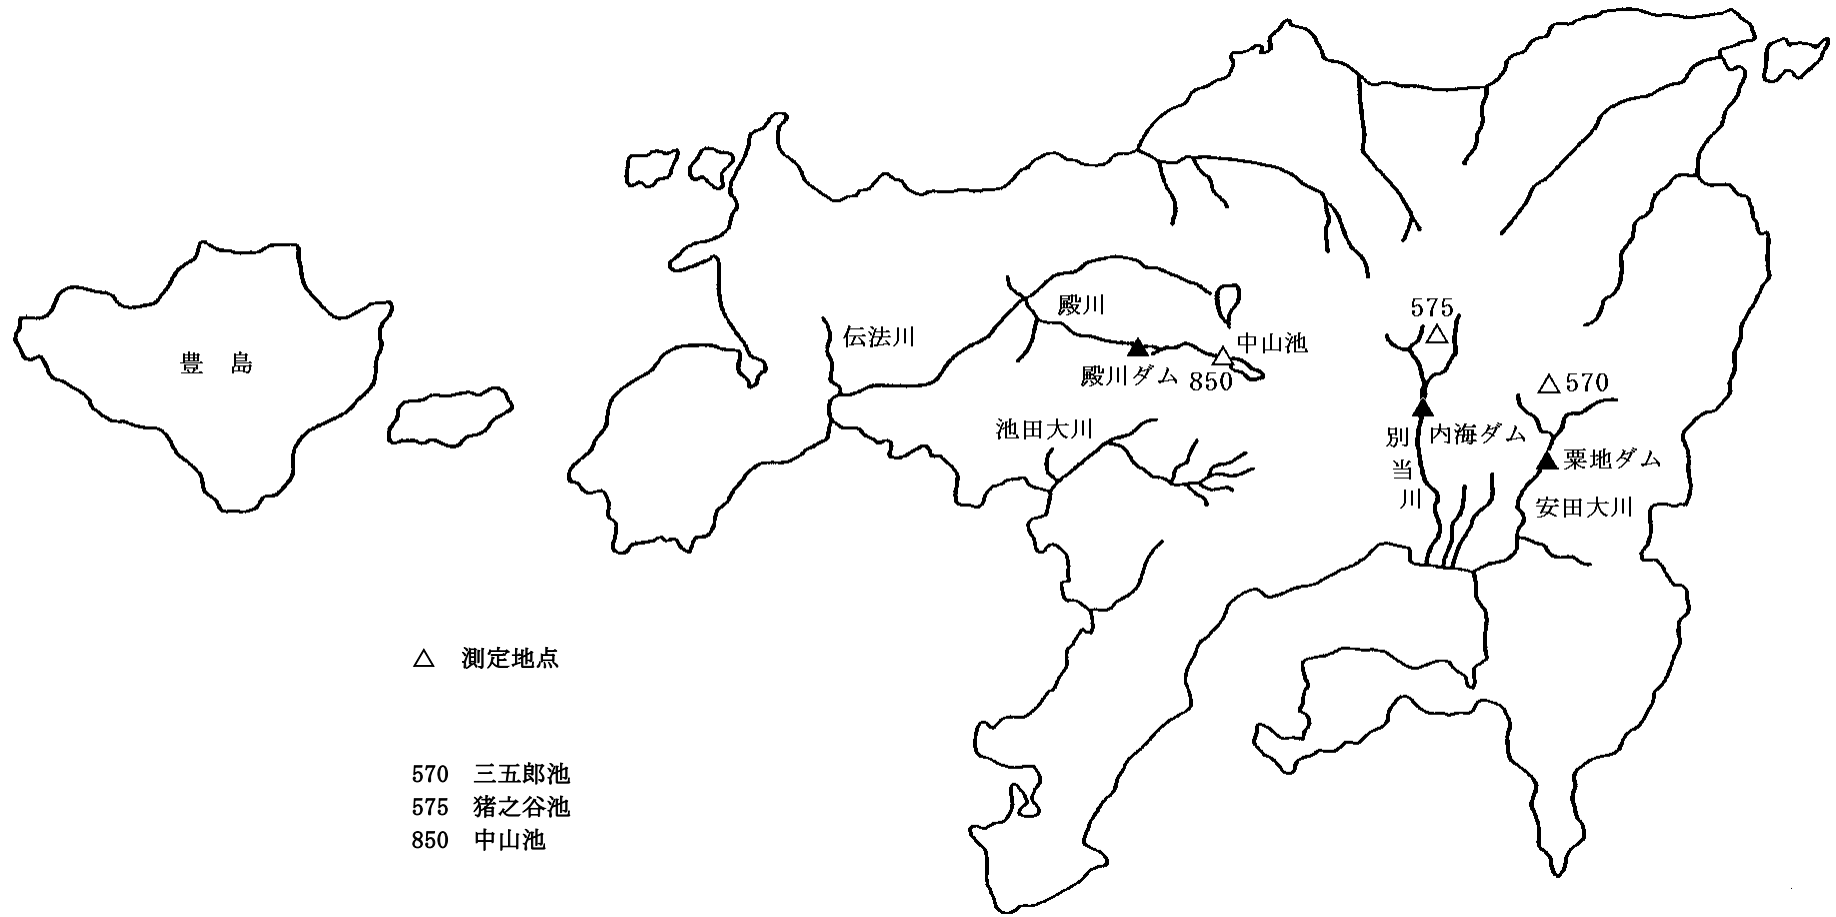 575
殿川
伝法川
中山池
豊島
殿川ダム 850
△570
池田大川
別当川
内海ダム
粟地ダム
安田大川
△ 測定地点
570 三五郎池
575 猪之谷池
850 中山池